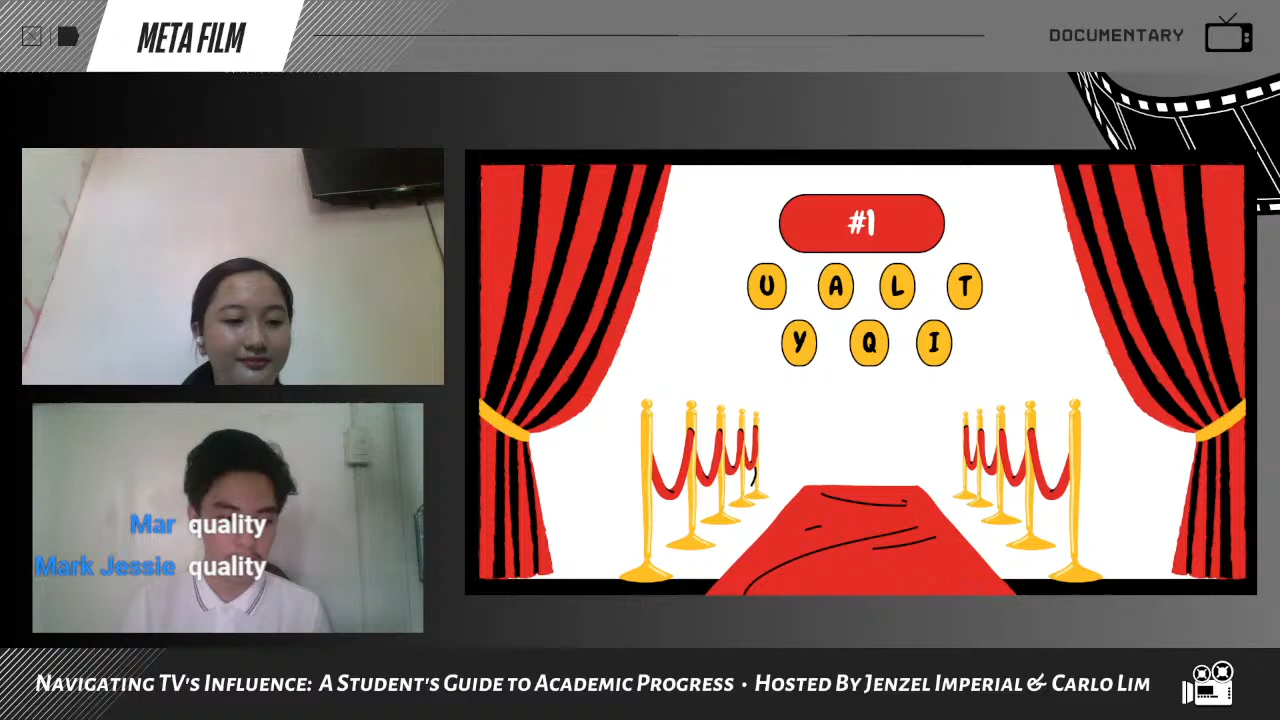 META FILM
DOCUMENTARY
#1
U A L T
Y Q I
Mar quality
Mark Jessie quality
NAVIGATING TV'S INFLUENCE: A STUDENT'S GUIDE TO ACADEMIC PROGRESS · HOSTED BY JENZEL IMPERIAL & CARLO LIM